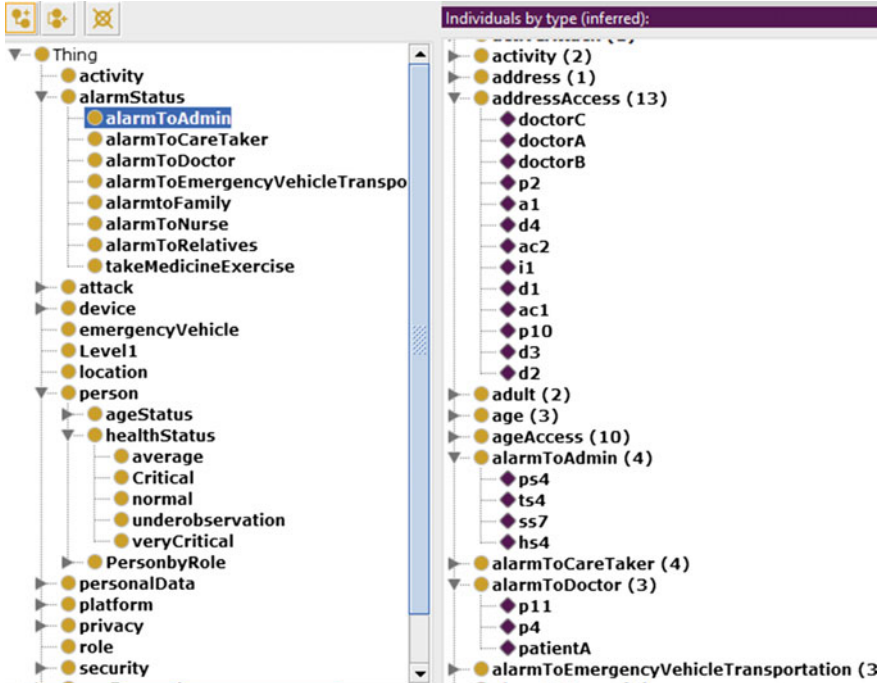 Thing
activity
alarmStatus
alarmToAdmin
alarmToCareTaker
alarmToDoctor
alarmToEmergencyVehicleTranspo
alarmtoFamily
alarmToNurse
alarmToRelatives
takeMedicineExercise
attack
device
emergencyVehicle
Level1
location
person
ageStatus
healthStatus
average
Critical
normal
underobservation
veryCritical
PersonbyRole
personalData
platform
privacy
role
security
Individuals by type (inferred):
activity (2)
address (1)
addressAccess (13)
doctorC
doctorA
doctorB
p2
a1
d4
ac2
i1
d1
ac1
p10
d3
d2
adult (2)
age (3)
ageAccess (10)
alarmToAdmin (4)
ps4
ts4
ss7
hs4
alarmToCareTaker (4)
alarmToDoctor (3)
p11
p4
patientA
alarmToEmergencyVehicleTransportation (3